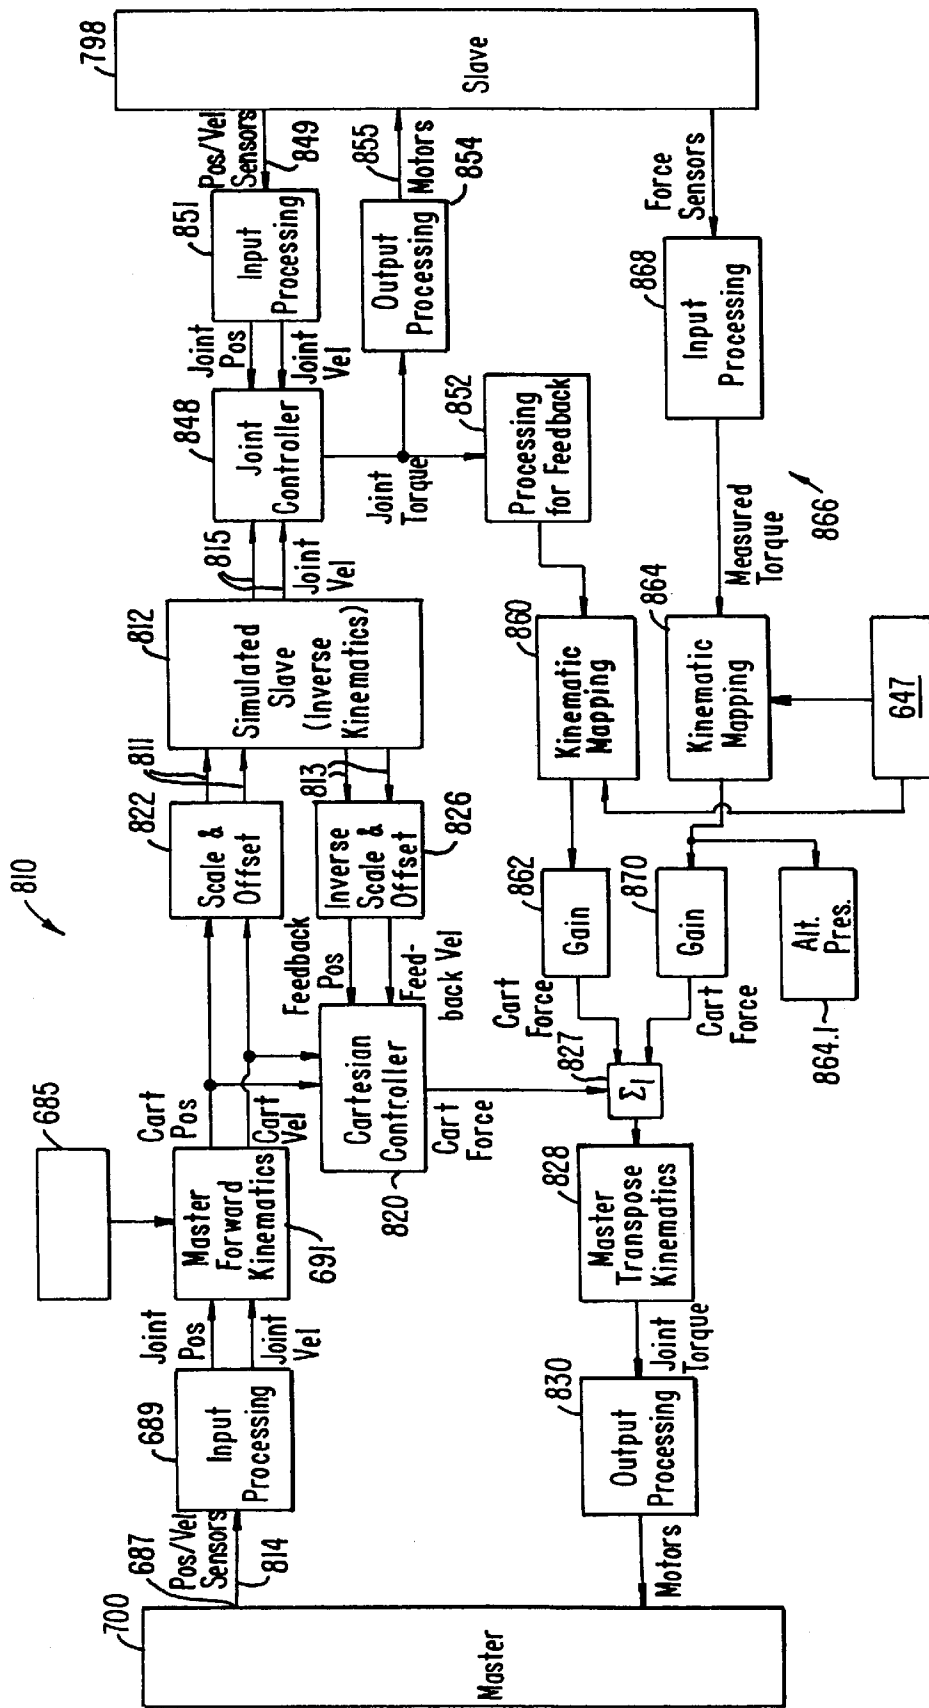 810
700
Master
687
Pos/Vel
Sensors
814
689
Input
Processing
Joint
Pos
Joint
Vel
685
Master
Forward
Kinematics
691
Cart
Pos
Cart
Vel
822
Scale &
Offset
811
812
Simulated
Slave
(Inverse
Kinematics)
815
Joint
Vel
848
Joint
Controller
Joint
Pos
Joint
Vel
851
Input
Processing
Pos/Vel
Sensors
849
798
Slave
813
Inverse
Scale &
Offset
826
Feedback
Pos
Feed-
back Vel
Cartesian
Controller
820
Cart
Force
Joint
Torque
Output
Processing
854
855
Motors
852
Processing
for Feedback
860
Kinematic
Mapping
862
Gain
Cart
Force
827
Σ
828
Master
Transpose
Kinematics
Joint
Torque
830
Output
Processing
Motors
Force
Sensors
868
Input
Processing
Measured
Torque
866
864
Kinematic
Mapping
870
Gain
Cart
Force
Alt.
Pres.
864.1
647